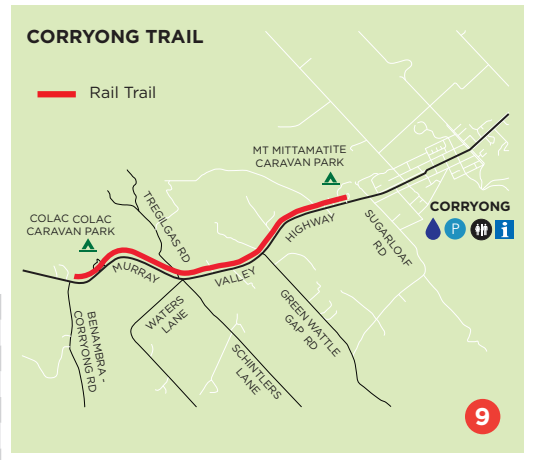 CORRYONG TRAIL
Rail Trail
MT MITTAMATITE
CARAVAN PARK
TREGILGAS RD
COLAC COLAC
CARAVAN PARK
CORRYONG
P
i
HIGHWAY
SUGARLOAF
RD
MURRAY
VALLEY
WATERS
LANE
GREEN WATTLE
GAP RD
BENAMBRA -
CORRYONG RD
SCHINTLERS
LANE
9